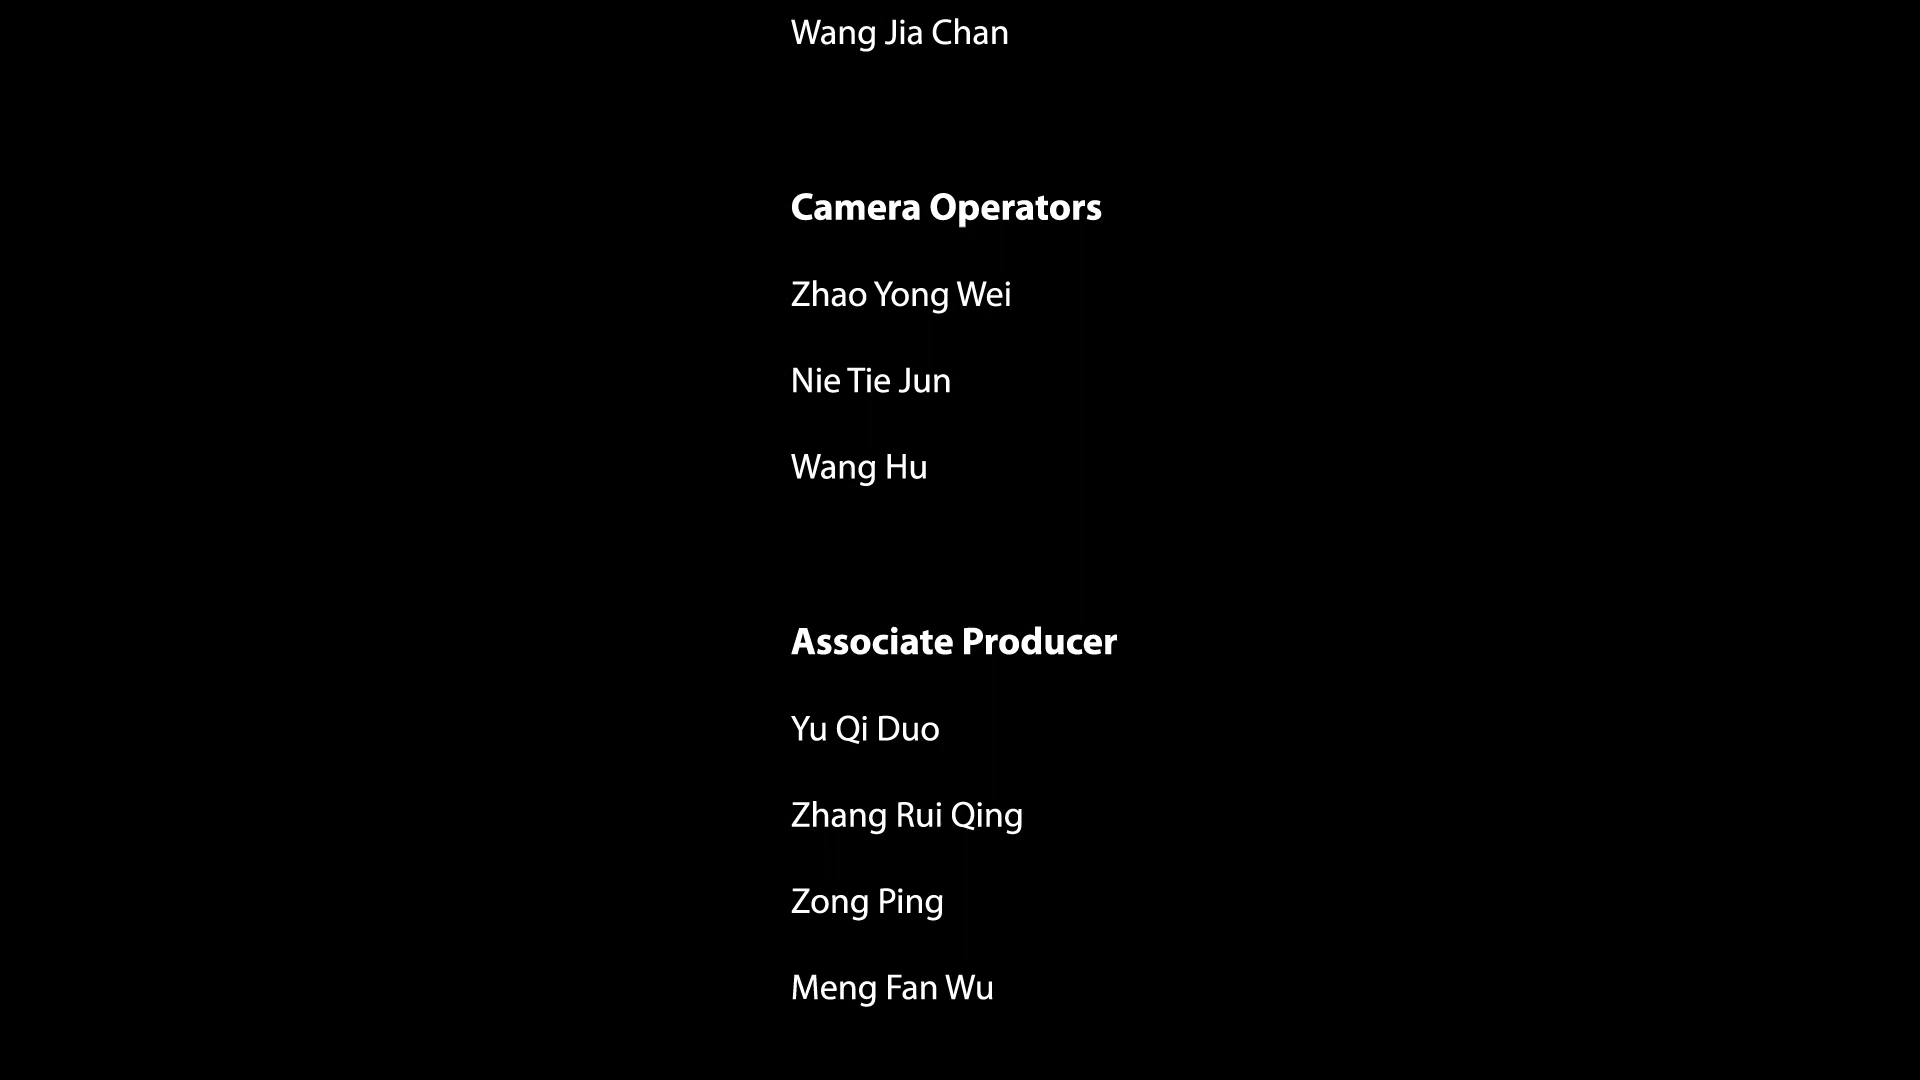 Wang Jia Chan
Camera Operators
Zhao Yong Wei
Nie Tie Jun
Wang Hu
Associate Producer
Yu Qi Duo
Zhang Rui Qing
Zong Ping
Meng Fan Wu